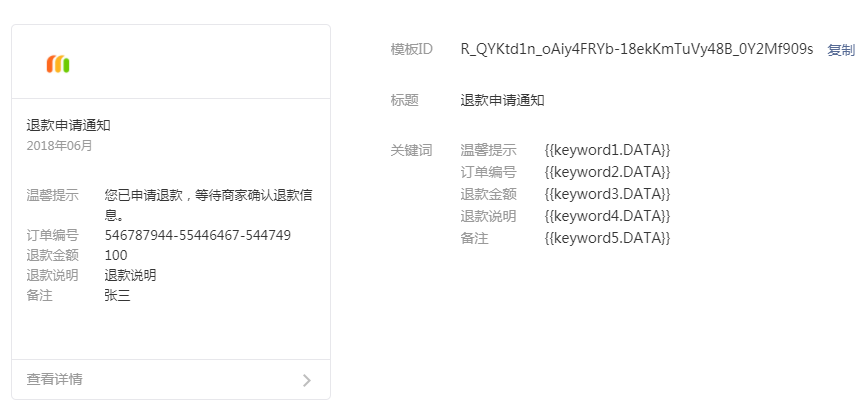 退款申请通知
2018年06月
温馨提示 您已申请退款，等待商家确认退款信
息。
订单编号 546787944-55446467-544749
退款金额 100
退款说明 退款说明
备注 张三
查看详情
模板ID R_QYKtd1n_oAiy4FRYb-18ekKmTuVy48B_0Y2Mf909s 复制
标题 退款申请通知
关键词 温馨提示 {{keyword1.DATA}}
订单编号 {{keyword2.DATA}}
退款金额 {{keyword3.DATA}}
退款说明 {{keyword4.DATA}}
备注 {{keyword5.DATA}}